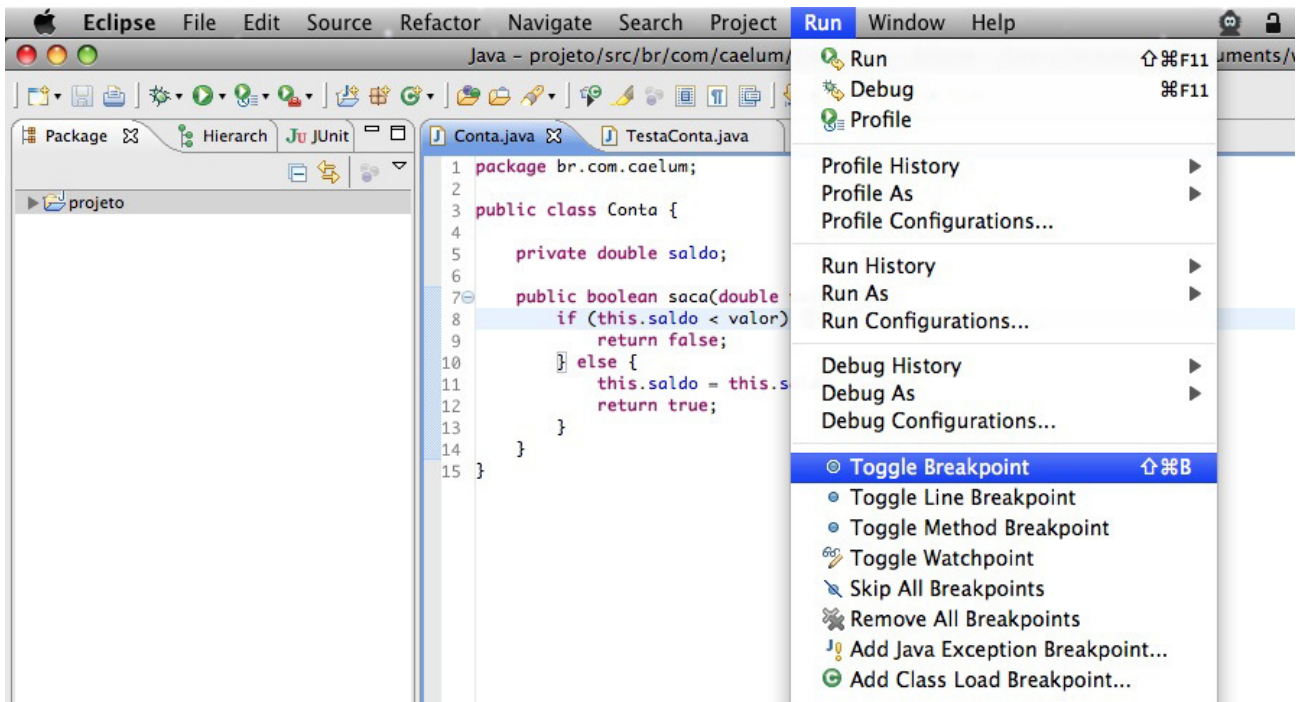 Eclipse File Edit Source Refactor Navigate Search Project Run Window Help
Java – projeto/src/br/com/caelum/
uments/
Package Hierarch JUnit
projeto
Conta.java TestaConta.java
1 package br.com.caelum;
2
3 public class Conta {
4
5 private double saldo;
6
7 public boolean saca(double
8 if (this.saldo < valor)
9 return false;
10 } else {
11 this.saldo = this.s
12 return true;
13 }
14 }
15 }
Run ⇧⌘F11
Debug ⌘F11
Profile
Profile History
Profile As
Profile Configurations...
Run History
Run As
Run Configurations...
Debug History
Debug As
Debug Configurations...
Toggle Breakpoint ⇧⌘B
Toggle Line Breakpoint
Toggle Method Breakpoint
Toggle Watchpoint
Skip All Breakpoints
Remove All Breakpoints
Add Java Exception Breakpoint...
Add Class Load Breakpoint...